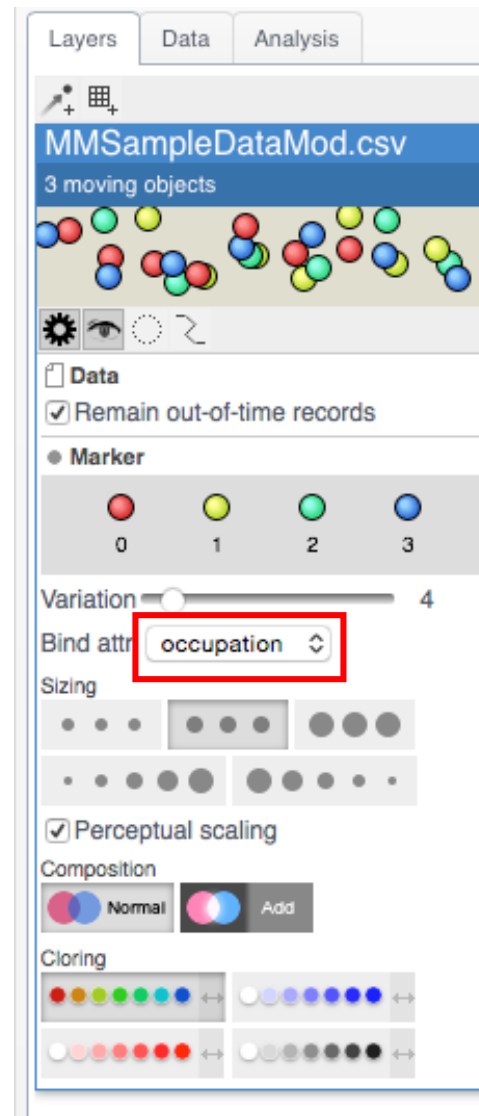 Layers Data Analysis
MMSampleDataMod.csv
3 moving objects
Data
Remain out-of-time records
Marker
0 1 2 3
Variation 4
Bind attr occupation
Sizing
Perceptual scaling
Composition
Normal Add
Cloring